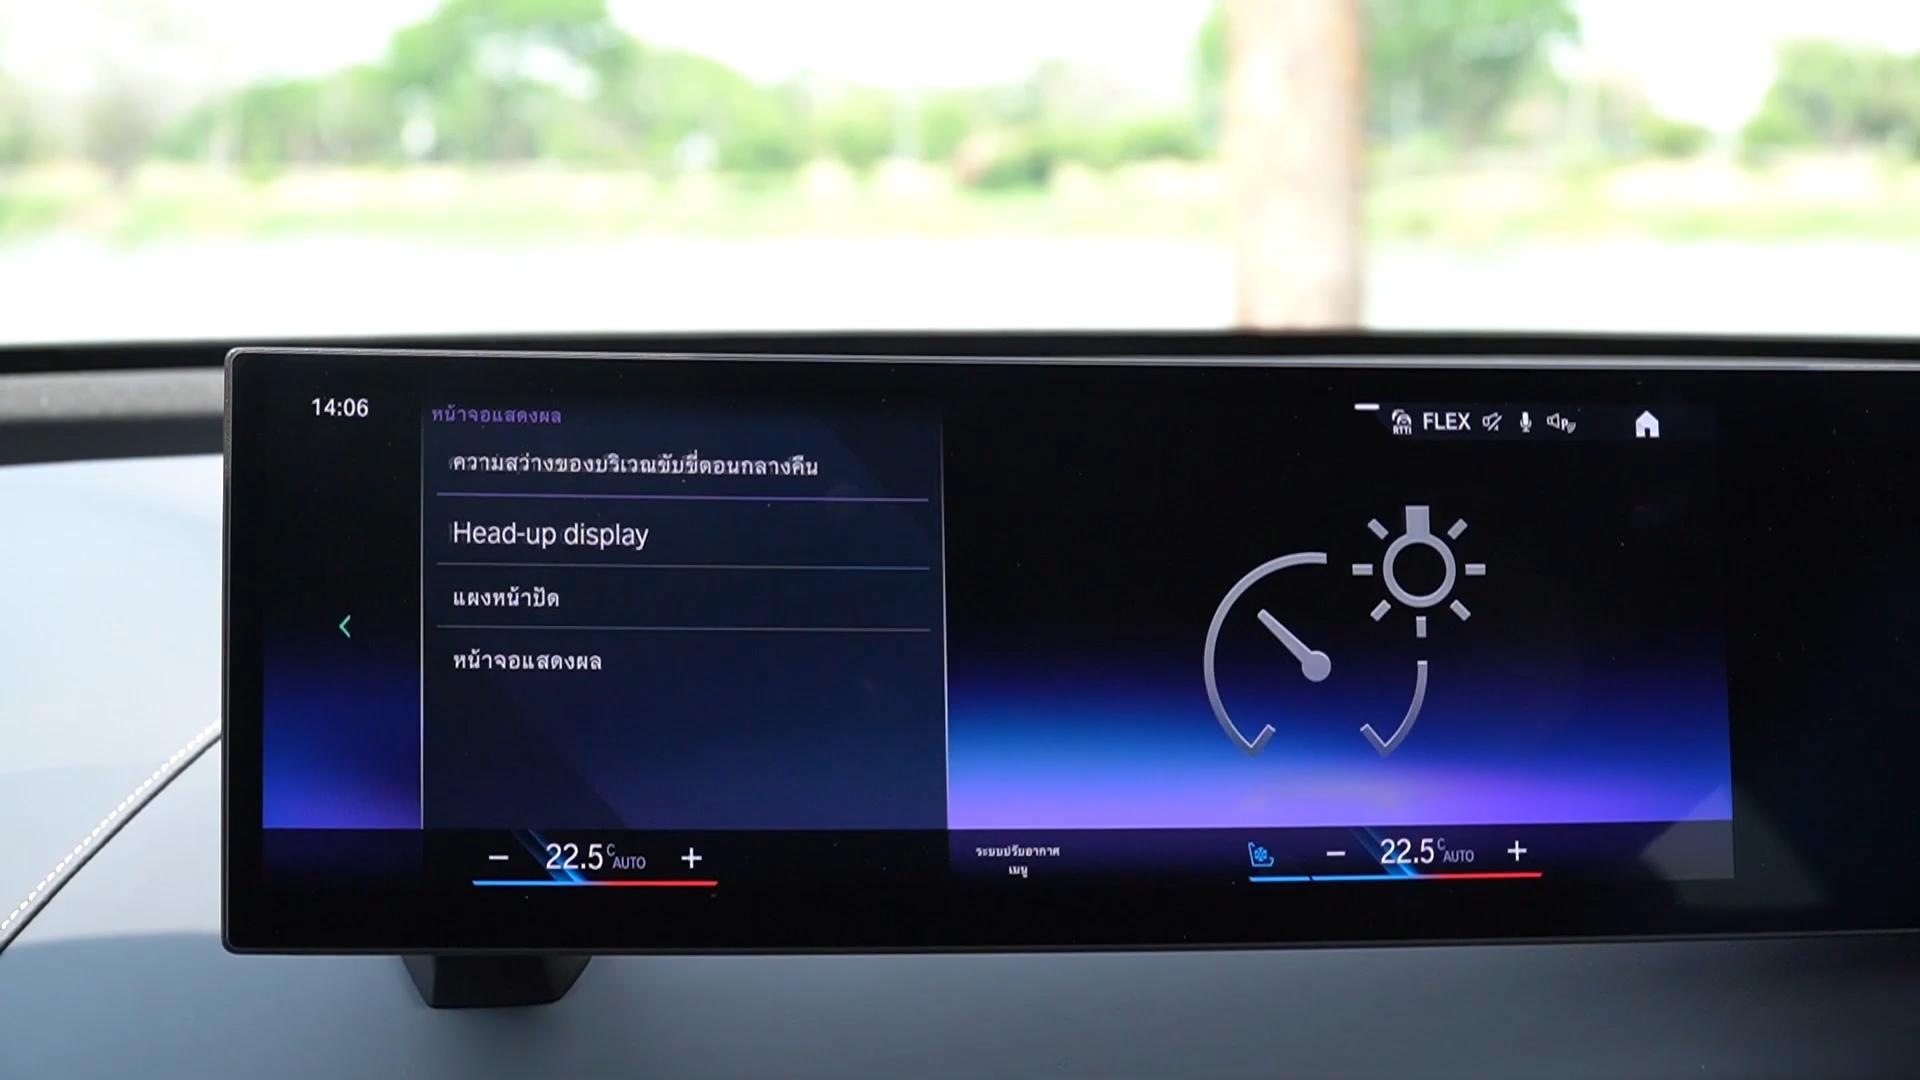 14:06
หน้าจอแสดงผล
RTTI FLEX
ความสว่างของบริเวณขับขี่ตอนกลางคืน
Head-up display
แผงหน้าปัด
หน้าจอแสดงผล
− 22.5 C AUTO +
ระบบปรับอากาศ
เมนู
− 22.5 C AUTO +